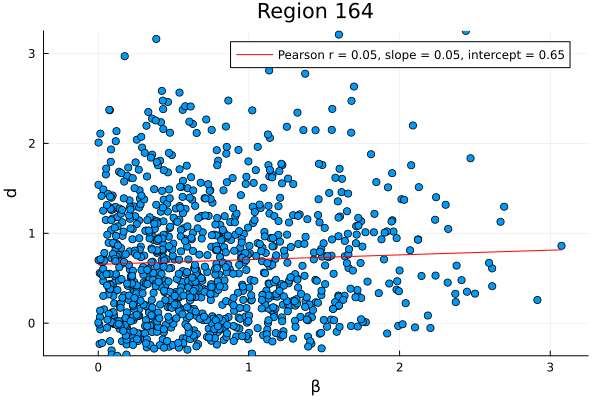 Region 164
Pearson r = 0.05, slope = 0.05, intercept = 0.65
3
2
1
0
d
0 1 2 3
β